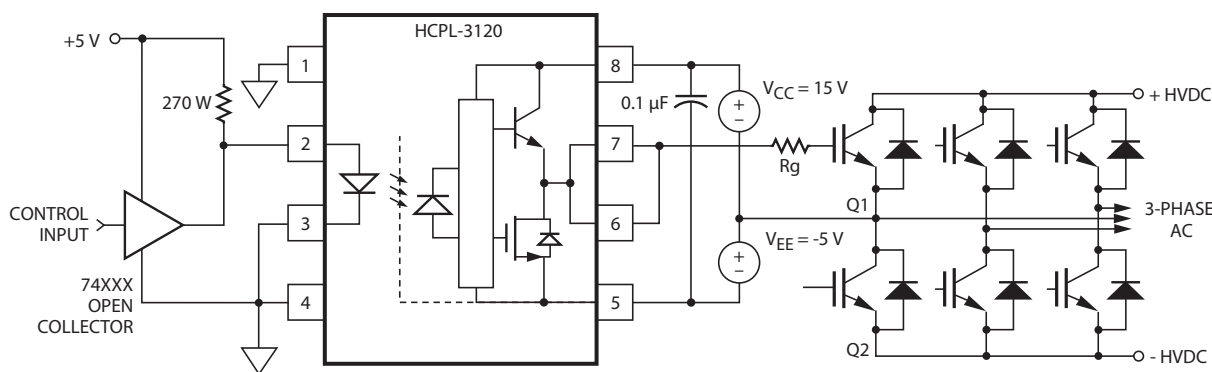 HCPL-3120
+5 V
270 W
1
2
3
4
8
7
6
5
0.1 µF
VCC = 15 V
+
–
Rg
+ HVDC
Q1
3-PHASE
AC
VEE = -5 V
+
–
CONTROL
INPUT
74XXX
OPEN
COLLECTOR
Q2
- HVDC